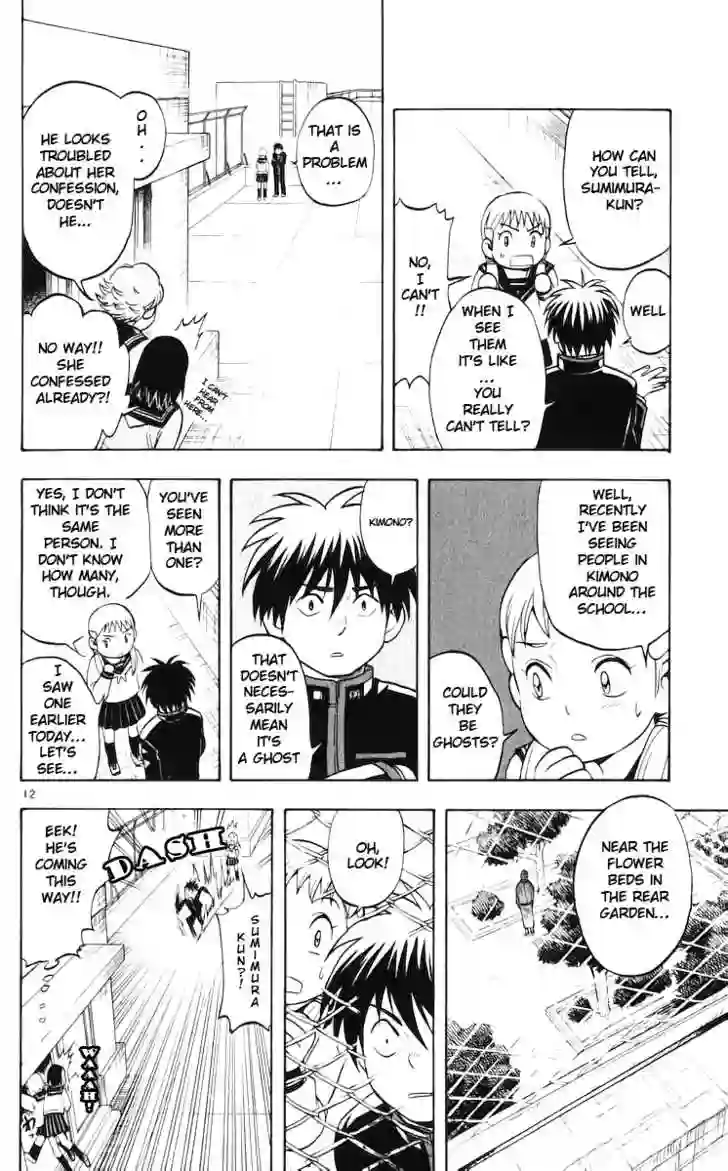 HOW CAN
YOU TELL,
SUMIMURA-
KUN?
WELL
NO,
I
CAN'T
!!
WHEN I
SEE
THEM
IT'S LIKE
...
YOU
REALLY
CAN'T TELL?
THAT IS
A
PROBLEM
...
OH..
HE LOOKS
TROUBLED
ABOUT HER
CONFESSION,
DOESN'T
HE...
NO WAY!!
SHE
CONFESSED
ALREADY?!
I CAN'T
HEAR
FROM
HERE...
WELL,
RECENTLY
I'VE BEEN
SEEING
PEOPLE IN
KIMONO
AROUND THE
SCHOOL...
COULD
THEY
BE
GHOSTS?
KIMONO?
THAT
DOESN'T
NECES-
SARILY
MEAN
IT'S
A GHOST
YOU'VE
SEEN
MORE
THAN
ONE?
YES, I DON'T
THINK IT'S THE
SAME
PERSON. I
DON'T KNOW
HOW MANY,
THOUGH.
I
SAW
ONE
EARLIER
TODAY...
LET'S
SEE...
12
NEAR THE
FLOWER
BEDS IN
THE REAR
GARDEN...
OH,
LOOK!
DASH
SUMIMURA
KUN?!
EEK!
HE'S
COMING
THIS
WAY!!
WAAH!